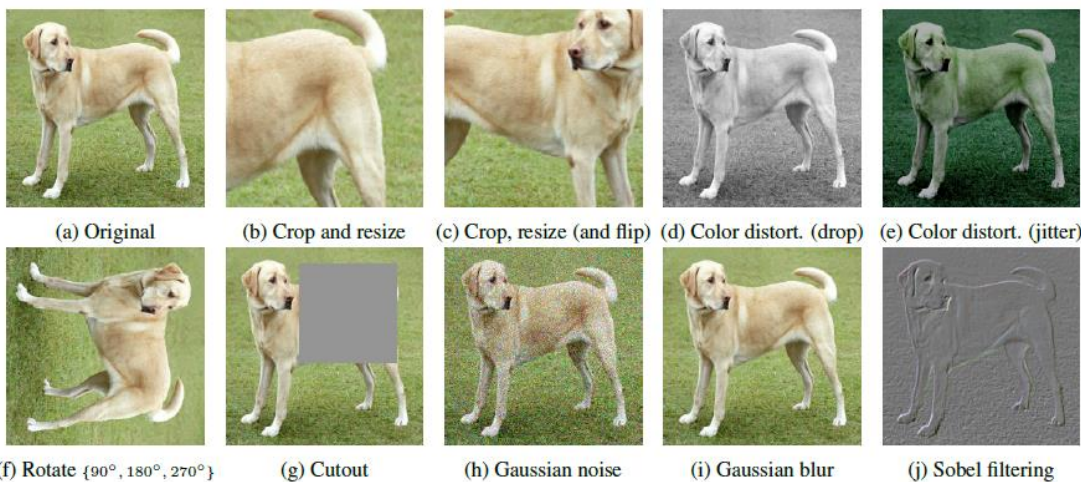 (a) Original
(b) Crop and resize
(c) Crop, resize (and flip)
(d) Color distort. (drop)
(e) Color distort. (jitter)
(f) Rotate {90°, 180°, 270°}
(g) Cutout
(h) Gaussian noise
(i) Gaussian blur
(j) Sobel filtering